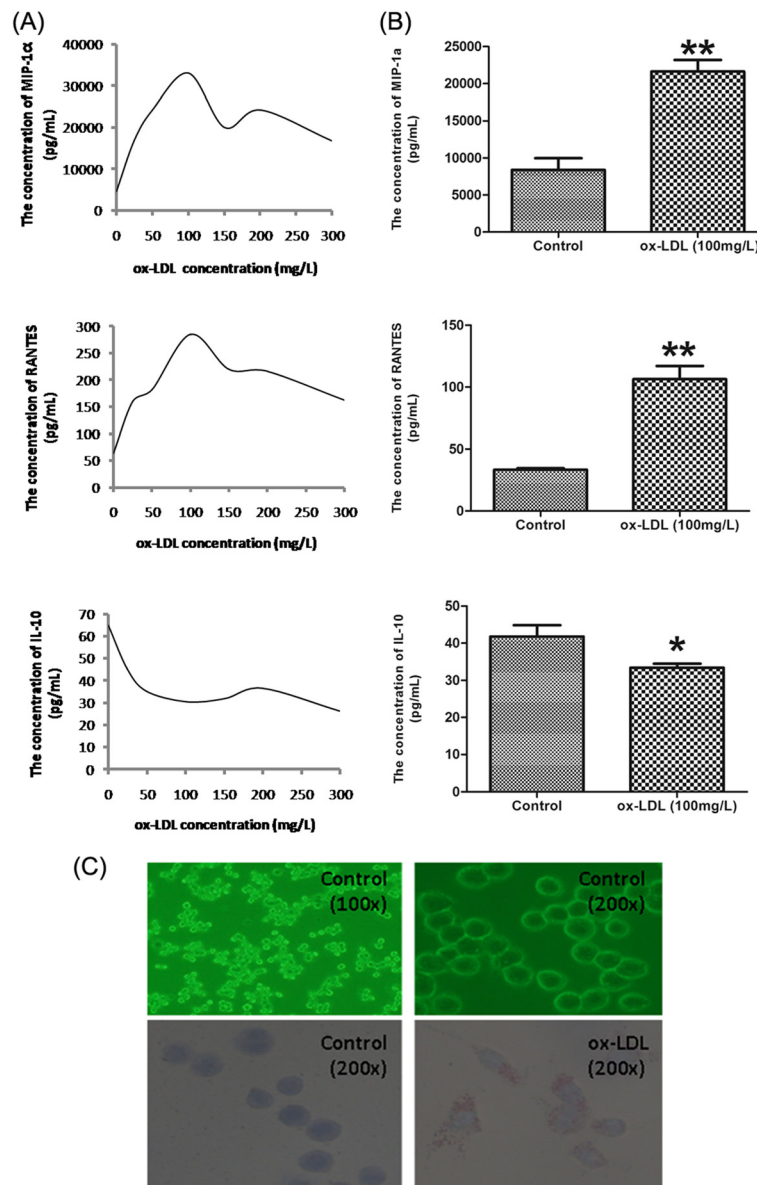 (A)
The concentration of MIP-1α
(pg/mL)
40000
30000
20000
10000
0
0 50 100 150 200 250 300
ox-LDL concentration (mg/L)
(B)
The concentration of MIP-1a
(pg/mL)
25000
20000
15000
10000
5000
0
**
Control ox-LDL (100mg/L)
The concentration of RANTES
(pg/mL)
300
250
200
150
100
50
0
0 50 100 150 200 250 300
ox-LDL concentration (mg/L)
The concentration of RANTES
(pg/mL)
150
100
50
0
**
Control ox-LDL (100mg/L)
The concentration of IL-10
(pg/mL)
70
60
50
40
30
20
10
0
0 50 100 150 200 250 300
ox-LDL concentration (mg/L)
The concentration of IL-10
(pg/mL)
50
40
30
20
10
0
*
Control ox-LDL (100mg/L)
(C)
Control
(100x)
Control
(200x)
Control
(200x)
ox-LDL
(200x)